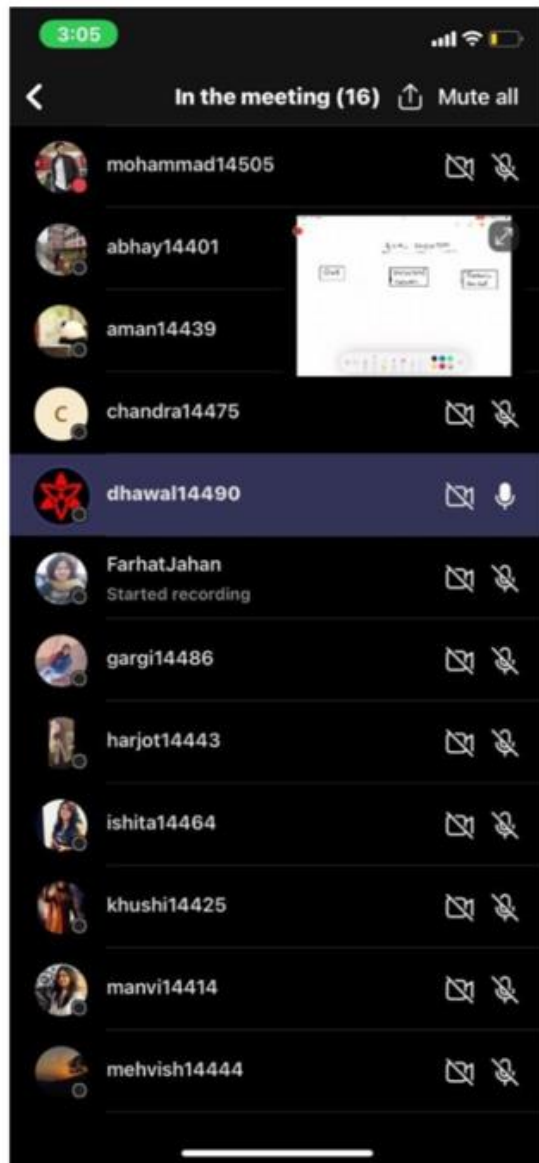 3:05
In the meeting (16) Mute all
mohammad14505
abhay14401
aman14439
C chandra14475
dhawal14490
FarhatJahan
Started recording
gargi14486
harjot14443
ishita14464
khushi14425
manvi14414
mehvish14444